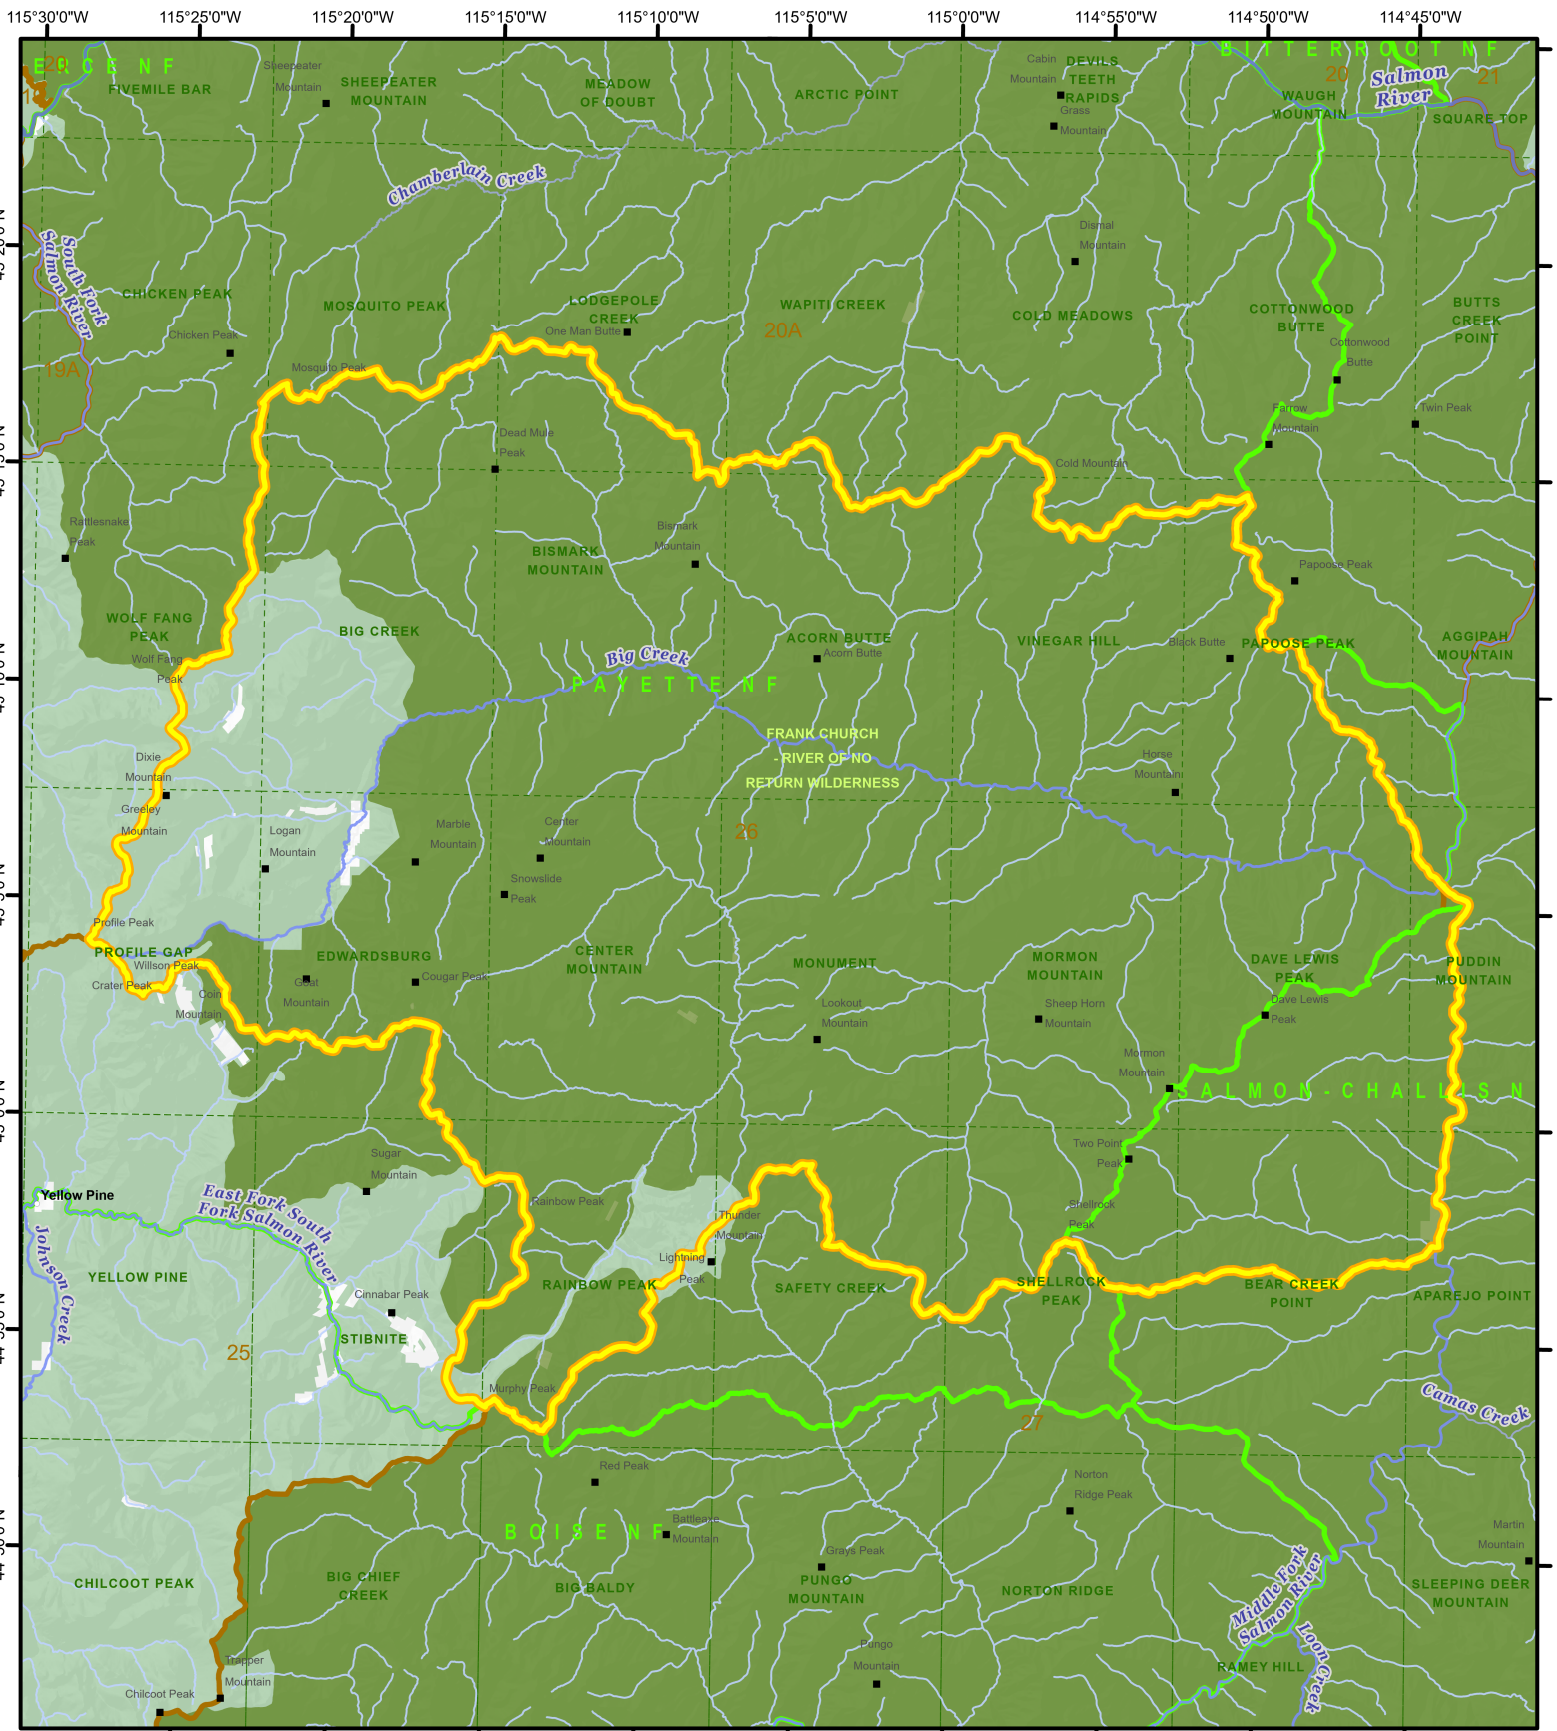 115°30'0"W
115°25'0"W
115°20'0"W
115°15'0"W
115°10'0"W
115°5'0"W
115°0'0"W
114°55'0"W
114°50'0"W
114°45'0"W
ERCE NF
BITTERROOT NF
20
21
Salmon
River
FIVEMILE BAR
Sheepeater
Mountain
SHEEPEATER
MOUNTAIN
MEADOW
OF DOUBT
ARCTIC POINT
Cabin
Mountain
DEVILS
TEETH
RAPIDS
Grass
Mountain
WAUGH
MOUNTAIN
SQUARE TOP
Chamberlain Creek
South Fork
Salmon River
Dismal
Mountain
CHICKEN PEAK
MOSQUITO PEAK
LODGEPOLE
CREEK
WAPITI CREEK
COLD MEADOWS
COTTONWOOD
BUTTE
BUTTS
CREEK
POINT
Chicken Peak
One Man Butte
20A
Cottonwood
Butte
19A
Mosquito Peak
Farrow
Mountain
Twin Peak
Dead Mule
Peak
Cold Mountain
Rattlesnake
Peak
Bismark
Mountain
BISMARK
MOUNTAIN
Papoose Peak
WOLF FANG
PEAK
BIG CREEK
ACORN BUTTE
VINEGAR HILL
Black Butte
PAPOOSE PEAK
AGGIPAH
MOUNTAIN
Wolf Fang
Peak
Big Creek
Acorn Butte
PAYETTE NF
FRANK CHURCH
- RIVER OF NO
RETURN WILDERNESS
Dixie
Mountain
Horse
Mountain
Greeley
Mountain
Logan
Mountain
Marble
Mountain
Center
Mountain
26
Snowslide
Peak
Profile Peak
PROFILE GAP
Willson Peak
Crater Peak
Coin
Mountain
EDWARDSBURG
Goat
Mountain
Cougar Peak
CENTER
MOUNTAIN
MONUMENT
MORMON
MOUNTAIN
DAVE LEWIS
PEAK
PUDDIN
MOUNTAIN
Lookout
Mountain
Sheep Horn
Mountain
Dave Lewis
Peak
Mormon
Mountain
SALMON-CHALLIS N
Sugar
Mountain
Two Point
Peak
Yellow Pine
East Fork South
Fork Salmon River
Rainbow Peak
Thunder
Mountain
Shellrock
Peak
Johnson Creek
YELLOW PINE
Lightning
Peak
RAINBOW PEAK
SAFETY CREEK
SHELLROCK
PEAK
BEAR CREEK
POINT
APAREJO POINT
Cinnabar Peak
STIBNITE
25
Murphy Peak
Camas Creek
27
Red Peak
Norton
Ridge Peak
BOISE NF
Battleaxe
Mountain
Martin
Mountain
Grays Peak
CHILCOOT PEAK
BIG CHIEF
CREEK
BIG BALDY
PUNGO
MOUNTAIN
NORTON RIDGE
Middle Fork
Salmon River
SLEEPING DEER
MOUNTAIN
Pungo
Mountain
Loon Creek
RAMEY HILL
Trapper
Mountain
Chilcoot Peak